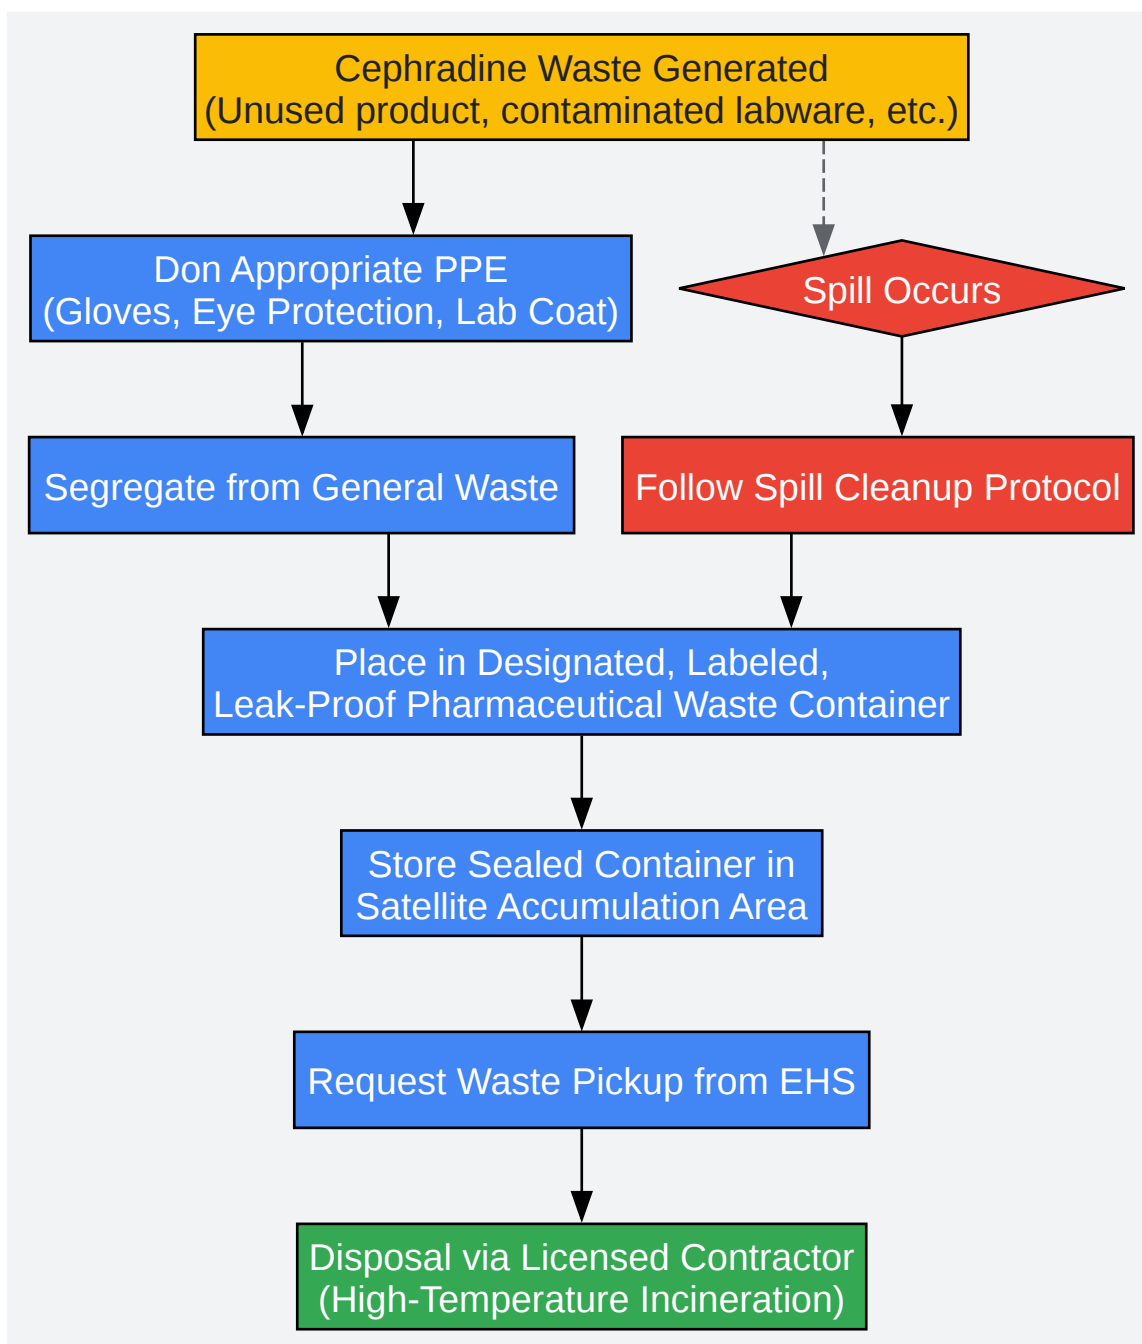 Cephradine Waste Generated
(Unused product, contaminated labware, etc.)
Don Appropriate PPE
(Gloves, Eye Protection, Lab Coat)
Spill Occurs
Segregate from General Waste
Follow Spill Cleanup Protocol
Place in Designated, Labeled,
Leak-Proof Pharmaceutical Waste Container
Store Sealed Container in
Satellite Accumulation Area
Request Waste Pickup from EHS
Disposal via Licensed Contractor
(High-Temperature Incineration)